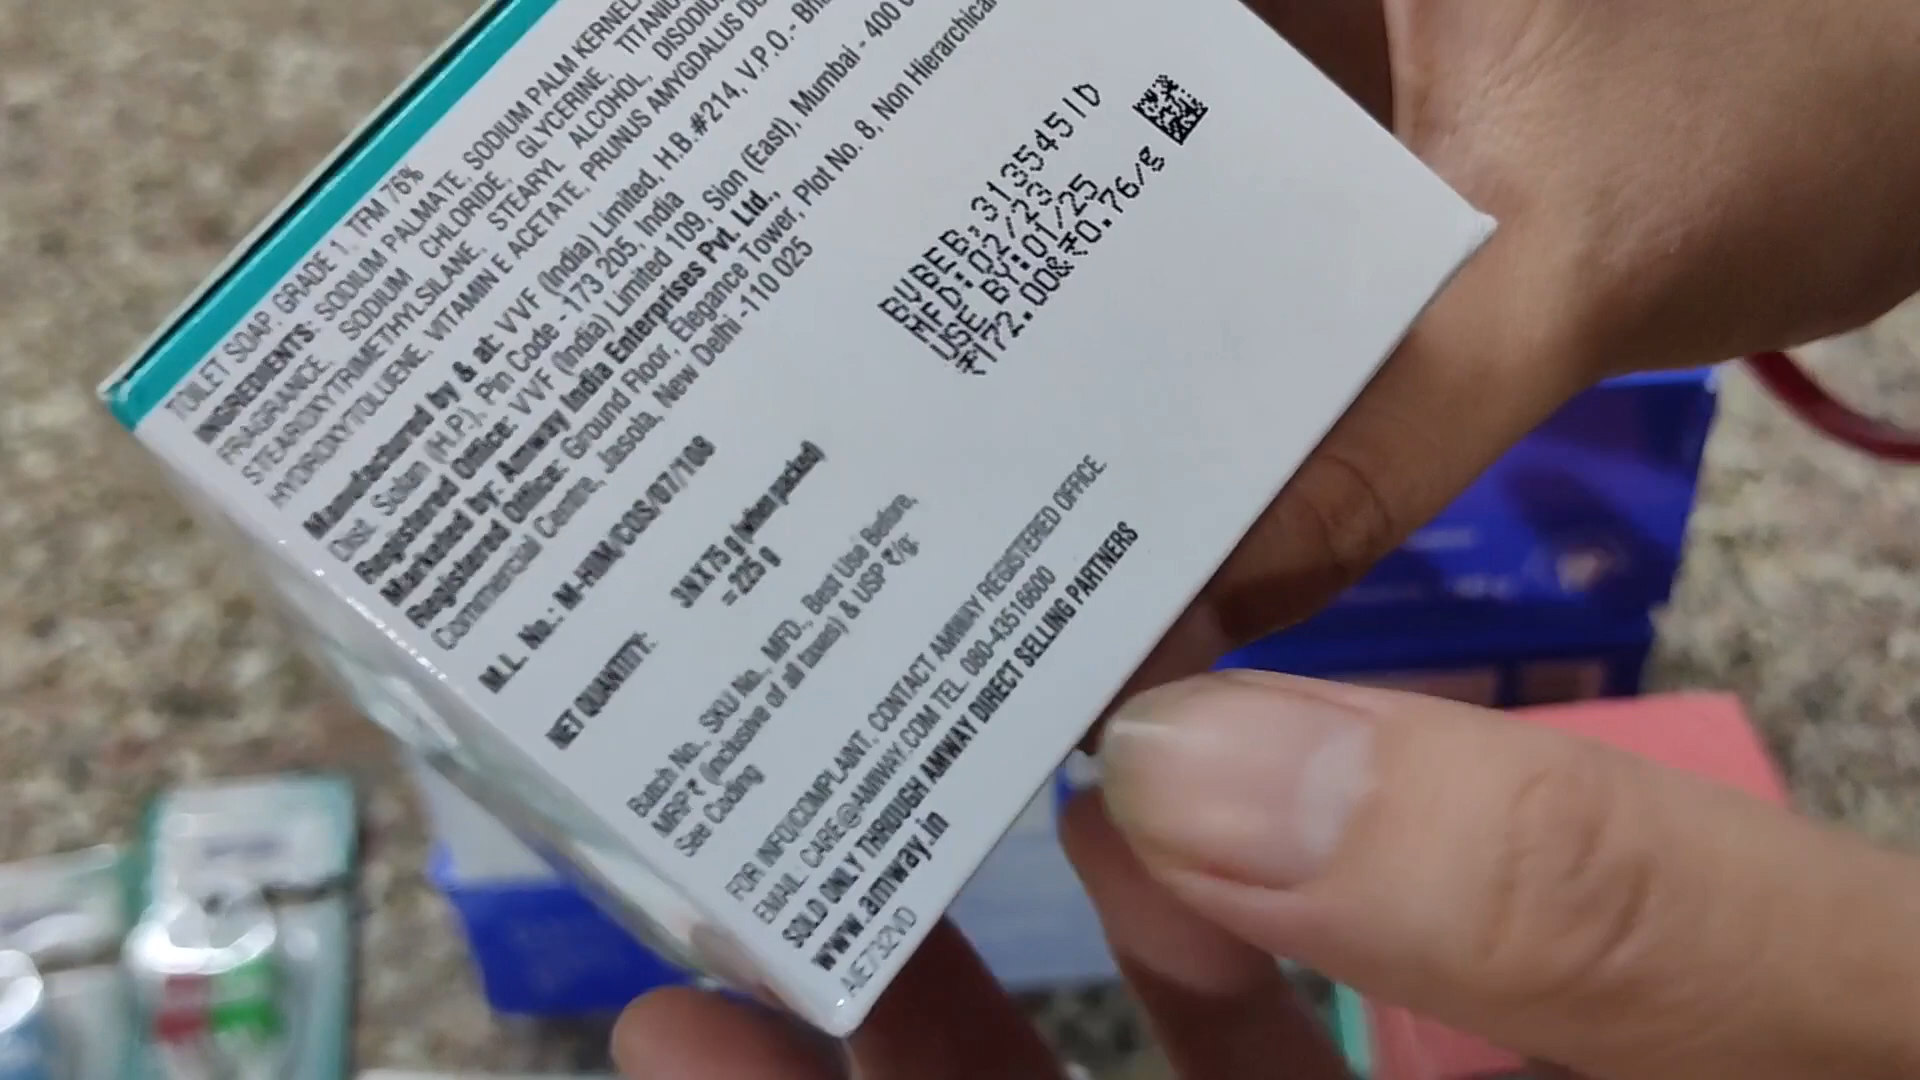 TOILET SOAP, GRADE 1, TFM 76%
INGREDIENTS: SODIUM PALMATE, SODIUM PALM KERNEL
FRAGRANCE, SODIUM CHLORIDE, GLYCERINE, TITANIU
STEAROXYTRIMETHYLSILANE, STEARYL ALCOHOL, DISODIU
HYDROXYTOLUENE, VITAMIN E ACETATE, PRUNUS AMYGDALUS DU
Manufactured by & at: VVF (India) Limited, H.B.#214, V.P.O.- Bha
Dist. Solan (H.P.), Pin Code - 173 205, India
Registered Office: VVF (India) Limited 109, Sion (East), Mumbai - 400 0
Marketed by: Amway India Enterprises Pvt. Ltd.,
Registered Office: Ground Floor, Elegance Tower, Plot No. 8, Non Hierarchical
Commercial Centre, Jasola, New Delhi -110 025
M.L. No.: M-HIM/COS/07/108
NET QUANTITY: 3NX75 g (when packed)
= 225 g
Batch No., SKU No., MFD., Best Use Before,
MRP ₹ (inclusive of all taxes) & USP ₹/g:
See Coding
BVBEB,3135451D
MFD:02/23
USE BY:01/25
₹172.00&₹0.76/g
FOR INFO/COMPLAINT, CONTACT AMWAY REGISTERED OFFICE.
EMAIL. CARE@AMWAY.COM TEL. 080-43516600
SOLD ONLY THROUGH AMWAY DIRECT SELLING PARTNERS
www.amway.in
AIE732VD